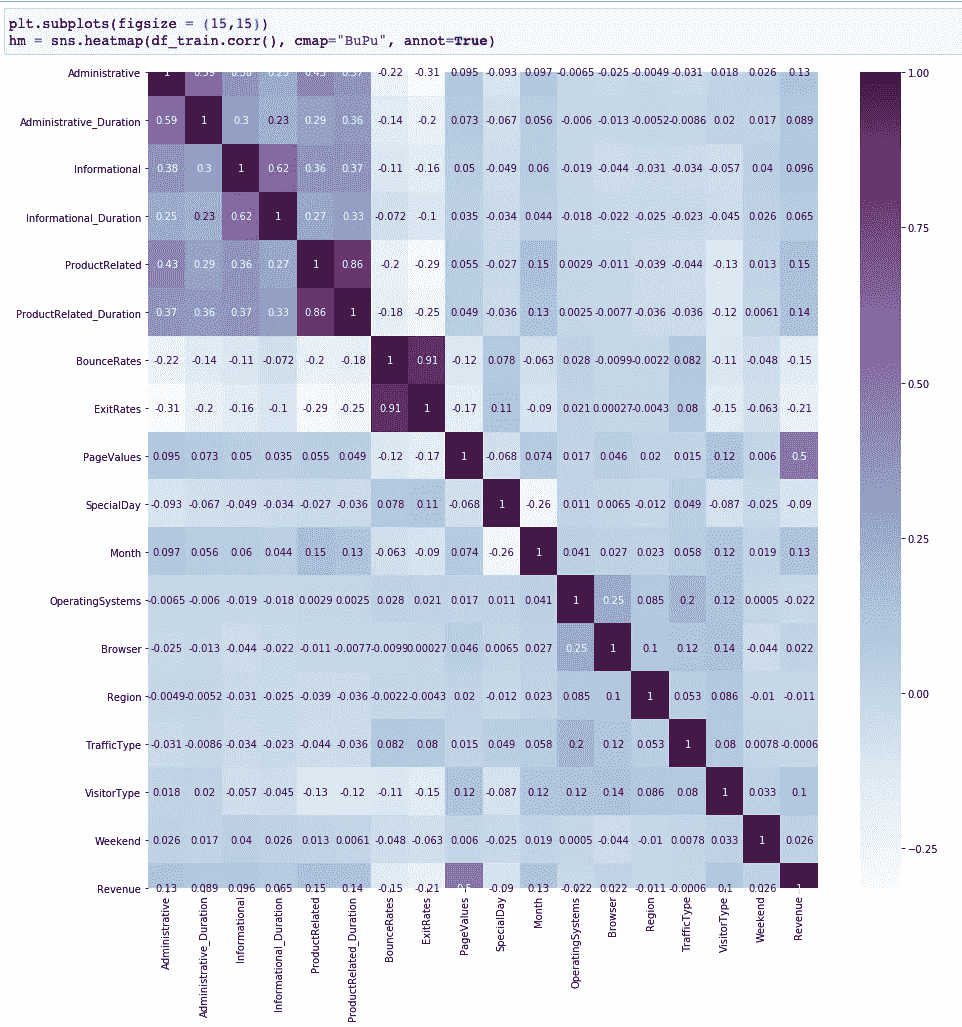 plt.subplots(figsize = (15,15))
hm = sns.heatmap(df_train.corr(), cmap="BuPu", annot=True)
Administrative 1 0.59 0.38 0.25 0.43 0.37 -0.22 -0.31 0.095 -0.093 0.097 -0.0065 -0.025 -0.0049 -0.031 0.018 0.026 0.13
1.00
Administrative_Duration 0.59 1 0.3 0.23 0.29 0.36 -0.14 -0.2 0.073 -0.067 0.056 -0.006 -0.013 -0.0052 -0.0086 0.02 0.017 0.089
Informational 0.38 0.3 1 0.62 0.36 0.37 -0.11 -0.16 0.05 -0.049 0.06 -0.019 -0.044 -0.031 -0.034 -0.057 0.04 0.096
Informational_Duration 0.25 0.23 0.62 1 0.27 0.33 -0.072 -0.1 0.035 -0.034 0.044 -0.018 -0.022 -0.025 -0.023 -0.045 0.026 0.065
0.75
ProductRelated 0.43 0.29 0.36 0.27 1 0.86 -0.2 -0.29 0.055 -0.027 0.15 0.0029 -0.011 -0.039 -0.044 -0.13 0.013 0.15
ProductRelated_Duration 0.37 0.36 0.37 0.33 0.86 1 -0.18 -0.25 0.049 -0.036 0.13 0.0025 -0.0077 -0.036 -0.036 -0.12 0.0061 0.14
BounceRates -0.22 -0.14 -0.11 -0.072 -0.2 -0.18 1 0.91 -0.12 0.078 -0.063 0.028 -0.0099 -0.0022 0.082 -0.11 -0.048 -0.15
0.50
ExitRates -0.31 -0.2 -0.16 -0.1 -0.29 -0.25 0.91 1 -0.17 0.11 -0.09 0.021 0.00027 -0.0043 0.08 -0.15 -0.063 -0.21
PageValues 0.095 0.073 0.05 0.035 0.055 0.049 -0.12 -0.17 1 -0.068 0.074 0.017 0.046 0.02 0.015 0.12 0.006 0.5
SpecialDay -0.093 -0.067 -0.049 -0.034 -0.027 -0.036 0.078 0.11 -0.068 1 -0.26 0.011 0.0065 -0.012 0.049 -0.087 -0.025 -0.09
0.25
Month 0.097 0.056 0.06 0.044 0.15 0.13 -0.063 -0.09 0.074 -0.26 1 0.041 0.027 0.023 0.058 0.12 0.019 0.13
OperatingSystems -0.0065 -0.006 -0.019 -0.018 0.0029 0.0025 0.028 0.021 0.017 0.011 0.041 1 0.25 0.085 0.2 0.12 0.0005 -0.022
Browser -0.025 -0.013 -0.044 -0.022 -0.011 -0.0077 -0.0099 0.00027 0.046 0.0065 0.027 0.25 1 0.1 0.12 0.14 -0.044 0.022
Region -0.0049 -0.0052 -0.031 -0.025 -0.039 -0.036 -0.0022 -0.0043 0.02 -0.012 0.023 0.085 0.1 1 0.053 0.086 -0.01 -0.011
0.00
TrafficType -0.031 -0.0086 -0.034 -0.023 -0.044 -0.036 0.082 0.08 0.015 0.049 0.058 0.2 0.12 0.053 1 0.08 0.0078 -0.0006
VisitorType 0.018 0.02 -0.057 -0.045 -0.13 -0.12 -0.11 -0.15 0.12 -0.087 0.12 0.12 0.14 0.086 0.08 1 0.033 0.1
Weekend 0.026 0.017 0.04 0.026 0.013 0.0061 -0.048 -0.063 0.006 -0.025 0.019 0.0005 -0.044 -0.01 0.0078 0.033 1 0.026
−0.25
Revenue 0.13 0.089 0.096 0.065 0.15 0.14 -0.15 -0.21 0.5 -0.09 0.13 -0.022 0.022 -0.011 -0.0006 0.1 0.026 1
Administrative
Administrative_Duration
Informational
Informational_Duration
ProductRelated
ProductRelated_Duration
BounceRates
ExitRates
PageValues
SpecialDay
Month
OperatingSystems
Browser
Region
TrafficType
VisitorType
Weekend
Revenue